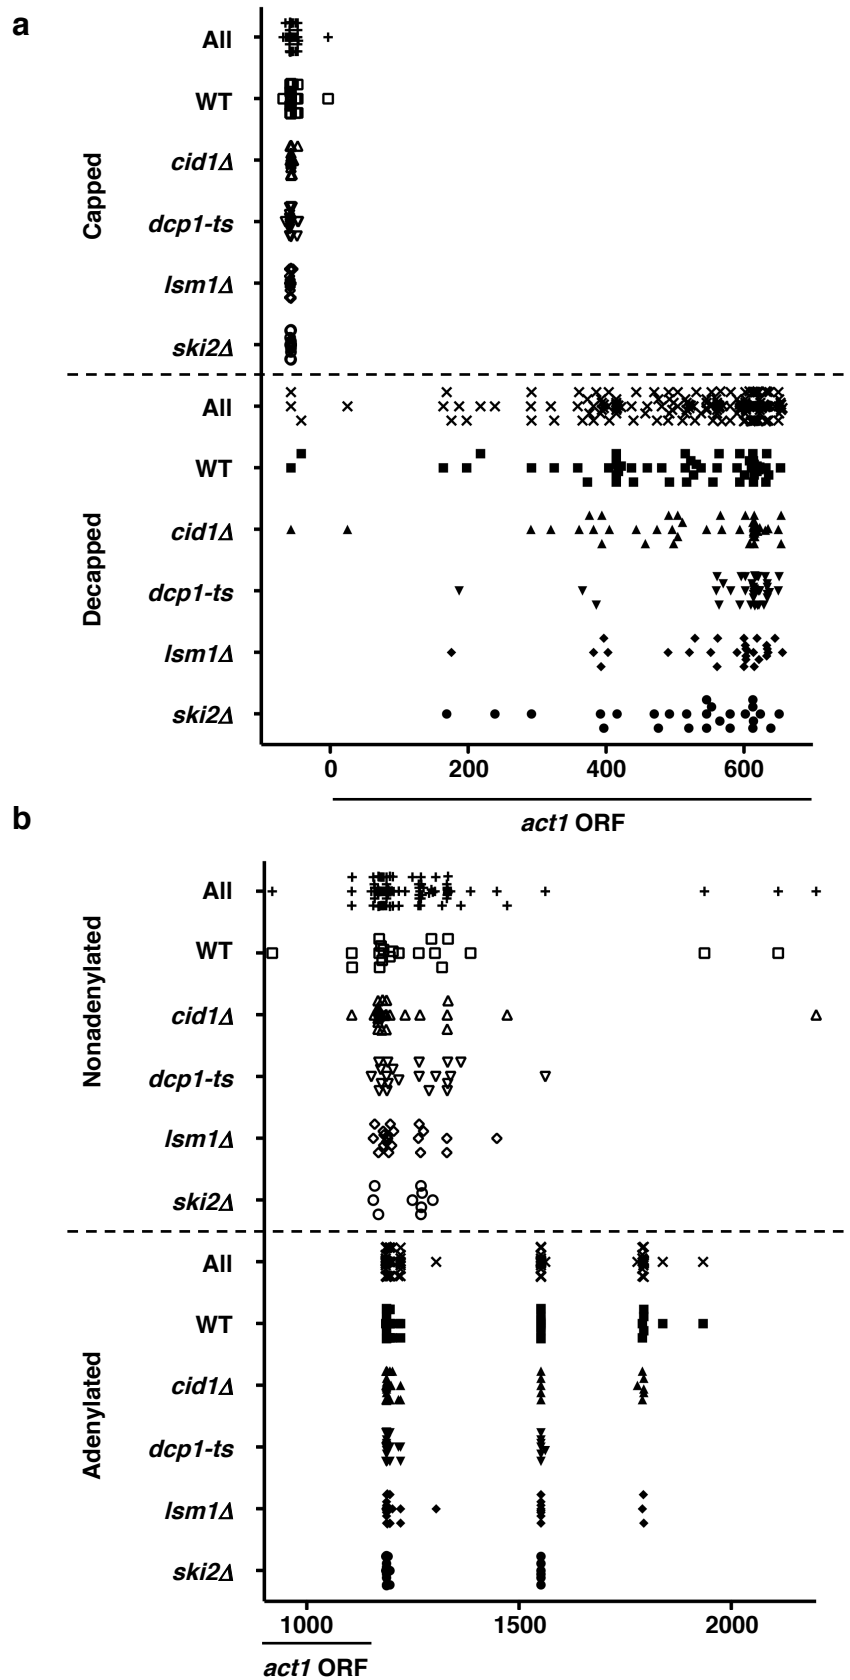 a
Capped
All
WT
cid1Δ
dcp1-ts
lsm1Δ
ski2Δ
Decapped
All
WT
cid1Δ
dcp1-ts
lsm1Δ
ski2Δ
0 200 400 600
act1 ORF
b
Nonadenylated
All
WT
cid1Δ
dcp1-ts
lsm1Δ
ski2Δ
Adenylated
All
WT
cid1Δ
dcp1-ts
lsm1Δ
ski2Δ
1000 1500 2000
act1 ORF